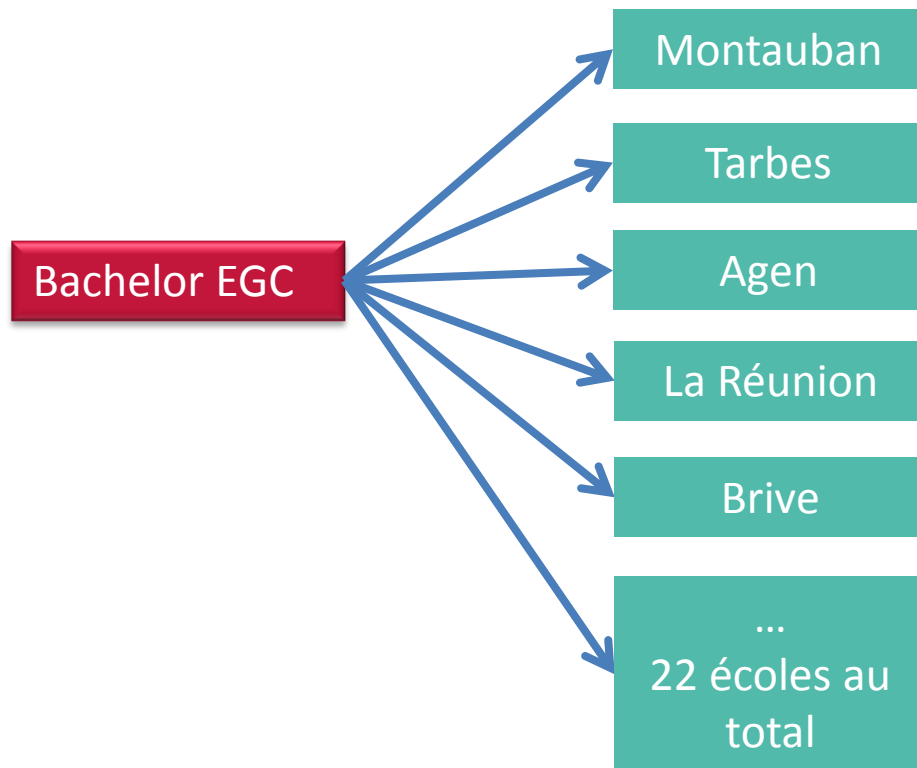 Montauban
Tarbes
Bachelor EGC
Agen
La Réunion
Brive
...
22 écoles au
total